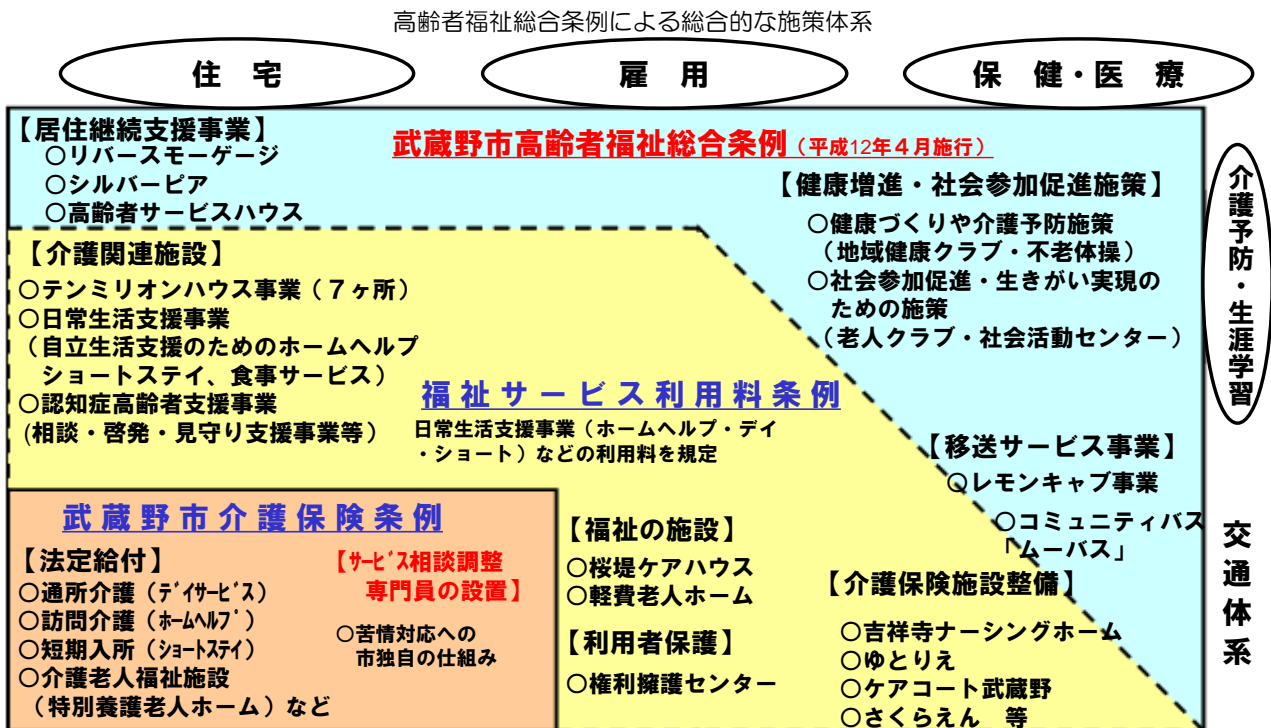 高齢者福祉総合条例による総合的な施策体系
住 宅
雇 用
保 健・医 療
【居住継続支援事業】
○リバースモーゲージ
○シルバーピア
○高齢者サービスハウス
武蔵野市高齢者福祉総合条例（平成12年４月施行）
【健康増進・社会参加促進施策】
○健康づくりや介護予防施策
（地域健康クラブ・不老体操）
○社会参加促進・生きがい実現の
ための施策
（老人クラブ・社会活動センター）
介護予防・生涯学習
【介護関連施設】
○テンミリオンハウス事業（７ヶ所）
○日常生活支援事業
（自立生活支援のためのホームヘルプ
ショートステイ、食事サービス）
○認知症高齢者支援事業
(相談・啓発・見守り支援事業等）
福祉サービス利用料条例
日常生活支援事業（ホームヘルプ・デイ
・ショート）などの利用料を規定
【移送サービス事業】
○レモンキャブ事業
○コミュニティバス
「ムーバス」
交通体系
武蔵野市介護保険条例
【法定給付】
○通所介護（ﾃﾞｲｻｰﾋﾞｽ）
○訪問介護（ﾎｰﾑﾍﾙﾌﾟ）
○短期入所（ｼｮｰﾄｽﾃｲ）
○介護老人福祉施設
（特別養護老人ホーム）など
【ｻｰﾋﾞｽ相談調整
専門員の設置】
○苦情対応への
市独自の仕組み
【福祉の施設】
○桜堤ケアハウス
○軽費老人ホーム
【利用者保護】
○権利擁護センター
【介護保険施設整備】
○吉祥寺ナーシングホーム
○ゆとりえ
○ケアコート武蔵野
○さくらえん 等